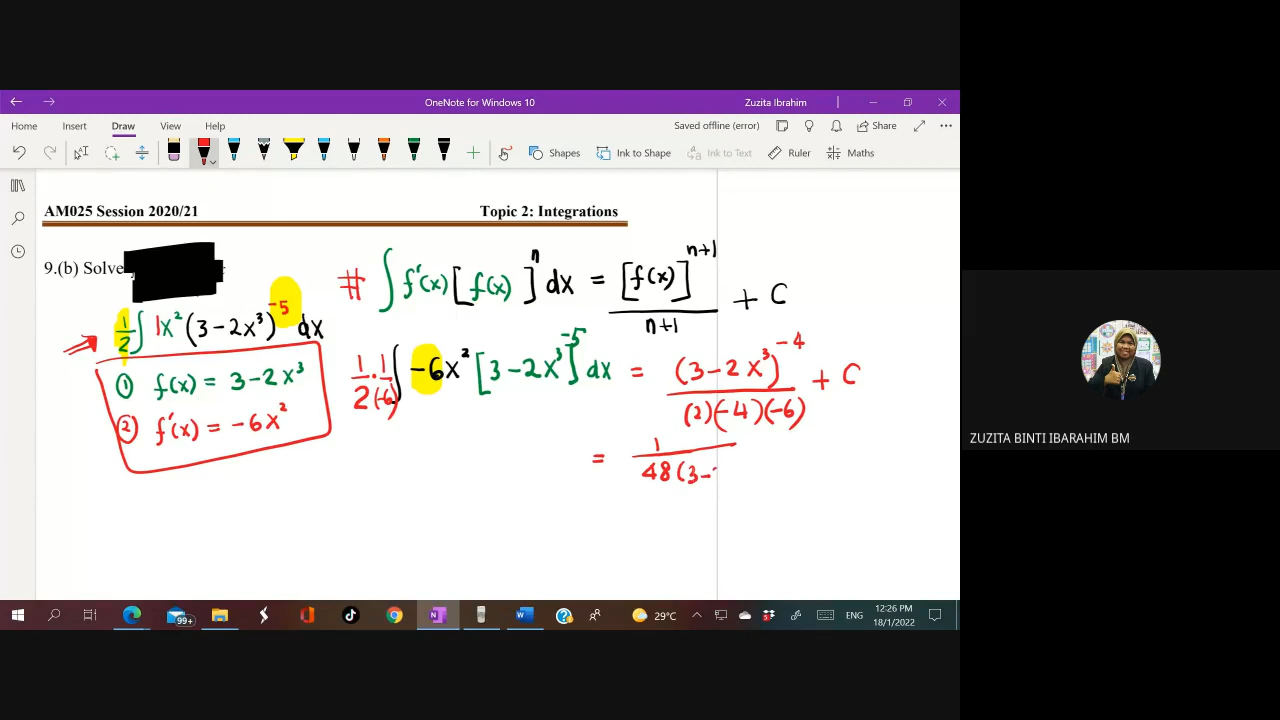 OneNote for Windows 10
Zuzita Ibrahim
Home Insert Draw View Help
Saved offline (error)
Share
Shapes
Ink to Shape
Ink to Text
Ruler
Maths
AM025 Session 2020/21
Topic 2: Integrations
9.(b) Solve
# ∫ f'(x) [f(x)]^n dx = [f(x)]^(n+1) / (n+1) + C
1/2 ∫ 1x² (3 − 2x³)^−5 dx
① f(x) = 3 − 2x³
② f'(x) = −6x²
1/2 · 1/(−6) ∫ −6x² [3 − 2x³]^−5 dx = (3 − 2x³)^−4 / (2)(−4)(−6) + C
= 1 / 48(3−
ZUZITA BINTI IBARAHIM BM
99+
29°C
ENG
12:26 PM
18/1/2022